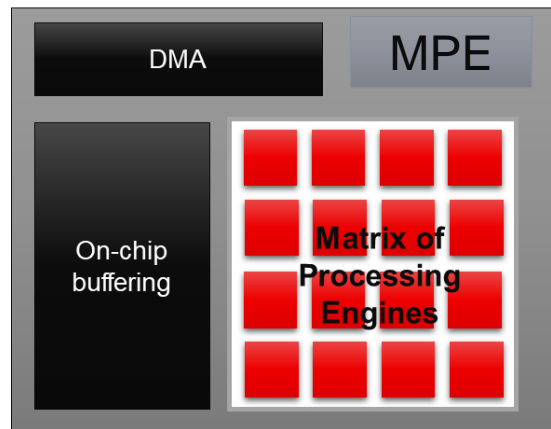 DMA
MPE
On-chip
buffering
Matrix of
Processing
Engines